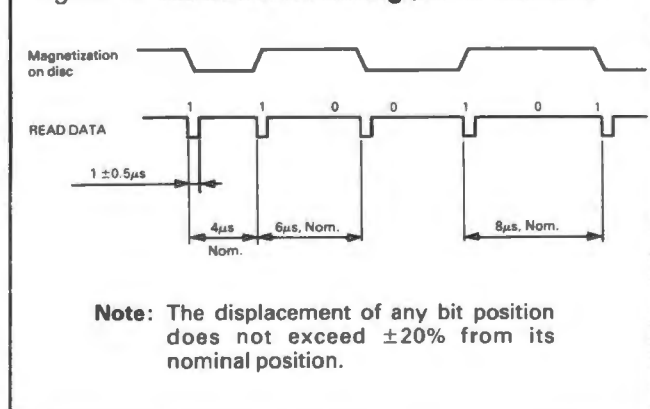 Magnetization
on disc
1 1 0 0 1 0 1
READ DATA
1 ±0.5μs
4μs 6μs, Nom. 8μs, Nom.
Nom.
Note: The displacement of any bit position
does not exceed ±20% from its
nominal position.